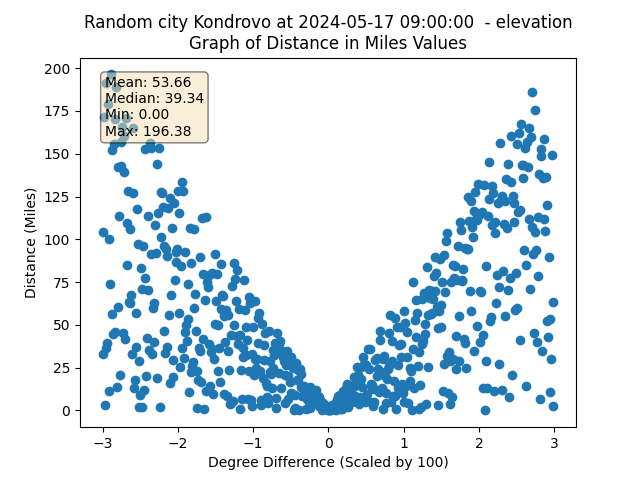 Random city Kondrovo at 2024-05-17 09:00:00 - elevation
Graph of Distance in Miles Values
Mean: 53.66
Median: 39.34
Min: 0.00
Max: 196.38
Distance (Miles)
200
175
150
125
100
75
50
25
0
−3
−2
−1
0
1
2
3
Degree Difference (Scaled by 100)